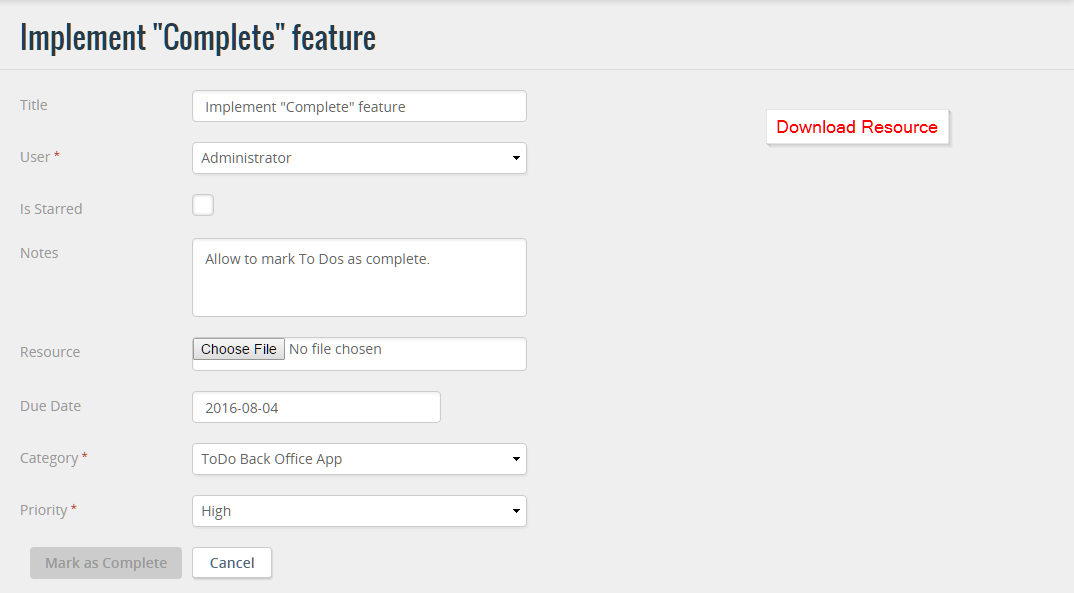 Implement "Complete" feature
Title
Implement "Complete" feature
Download Resource
User *
Administrator
Is Starred
Notes
Allow to mark To Dos as complete.
Resource
Choose File No file chosen
Due Date
2016-08-04
Category *
ToDo Back Office App
Priority *
High
Mark as Complete
Cancel